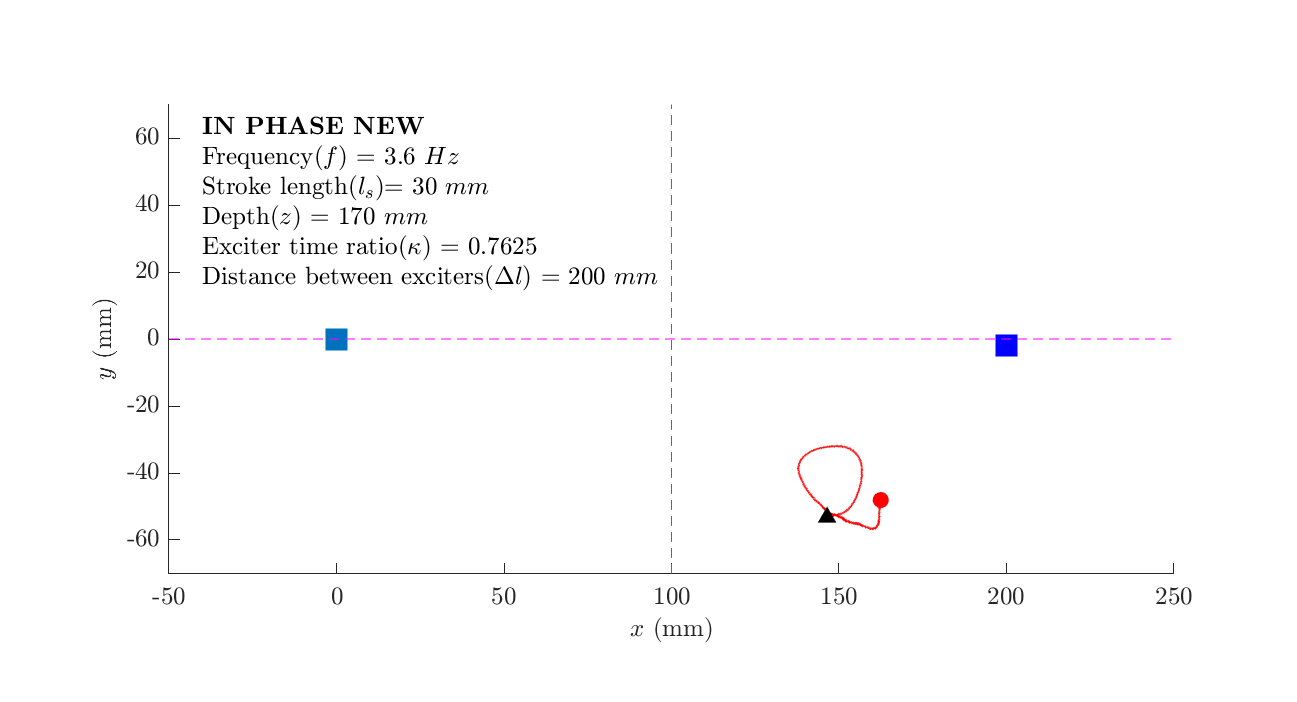 IN PHASE NEW
Frequency(f) = 3.6 Hz
Stroke length(lₛ)= 30 mm
Depth(z) = 170 mm
Exciter time ratio(κ) = 0.7625
Distance between exciters(Δl) = 200 mm
60
40
20
0
-20
-40
-60
y (mm)
-50 0 50 100 150 200 250
x (mm)